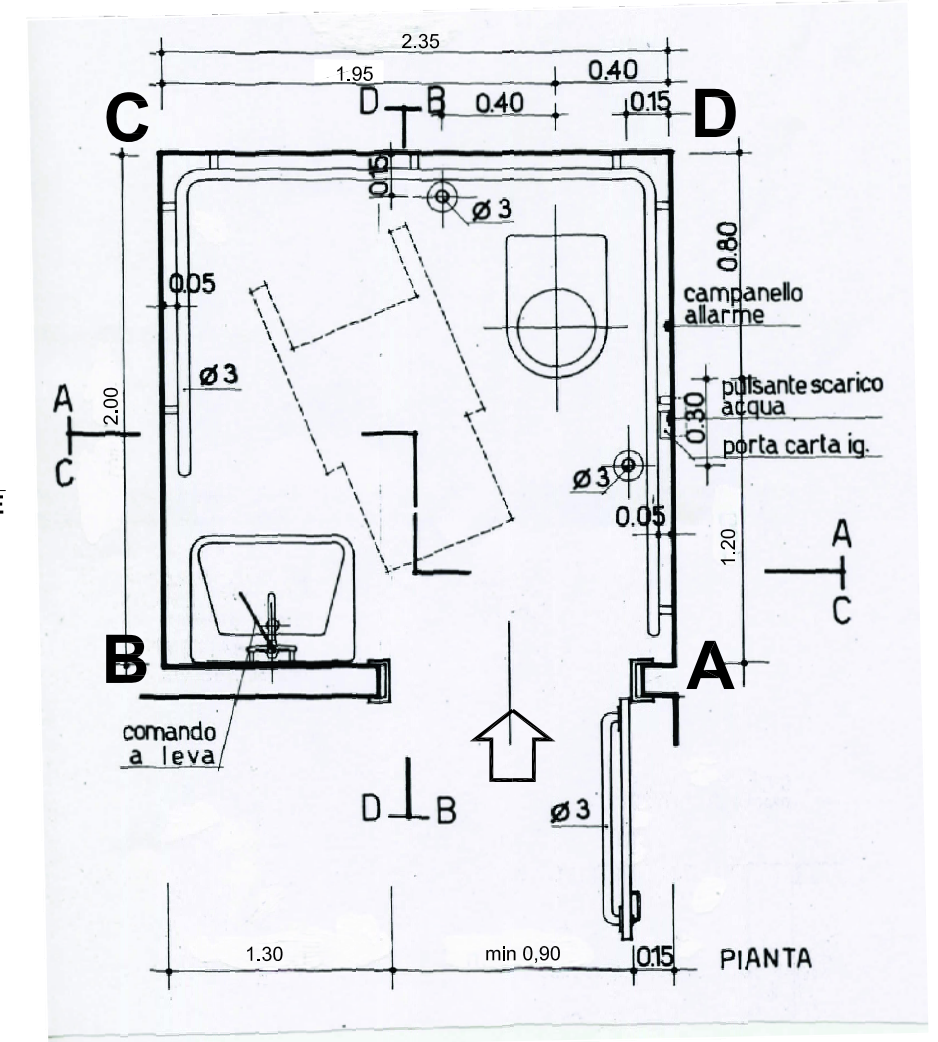 2.35
1.95
0.40
C
D B
0.40
0.15
D
0.15
Ø 3
0.80
0.05
campanello
allarme
Ø 3
A
2.00
C
0.30
pulsante scarico
acqua
porta carta ig.
Ø 3
0.05
1.20
A
C
B
A
comando
a leva
D B
Ø 3
1.30
min 0,90
0.15
PIANTA